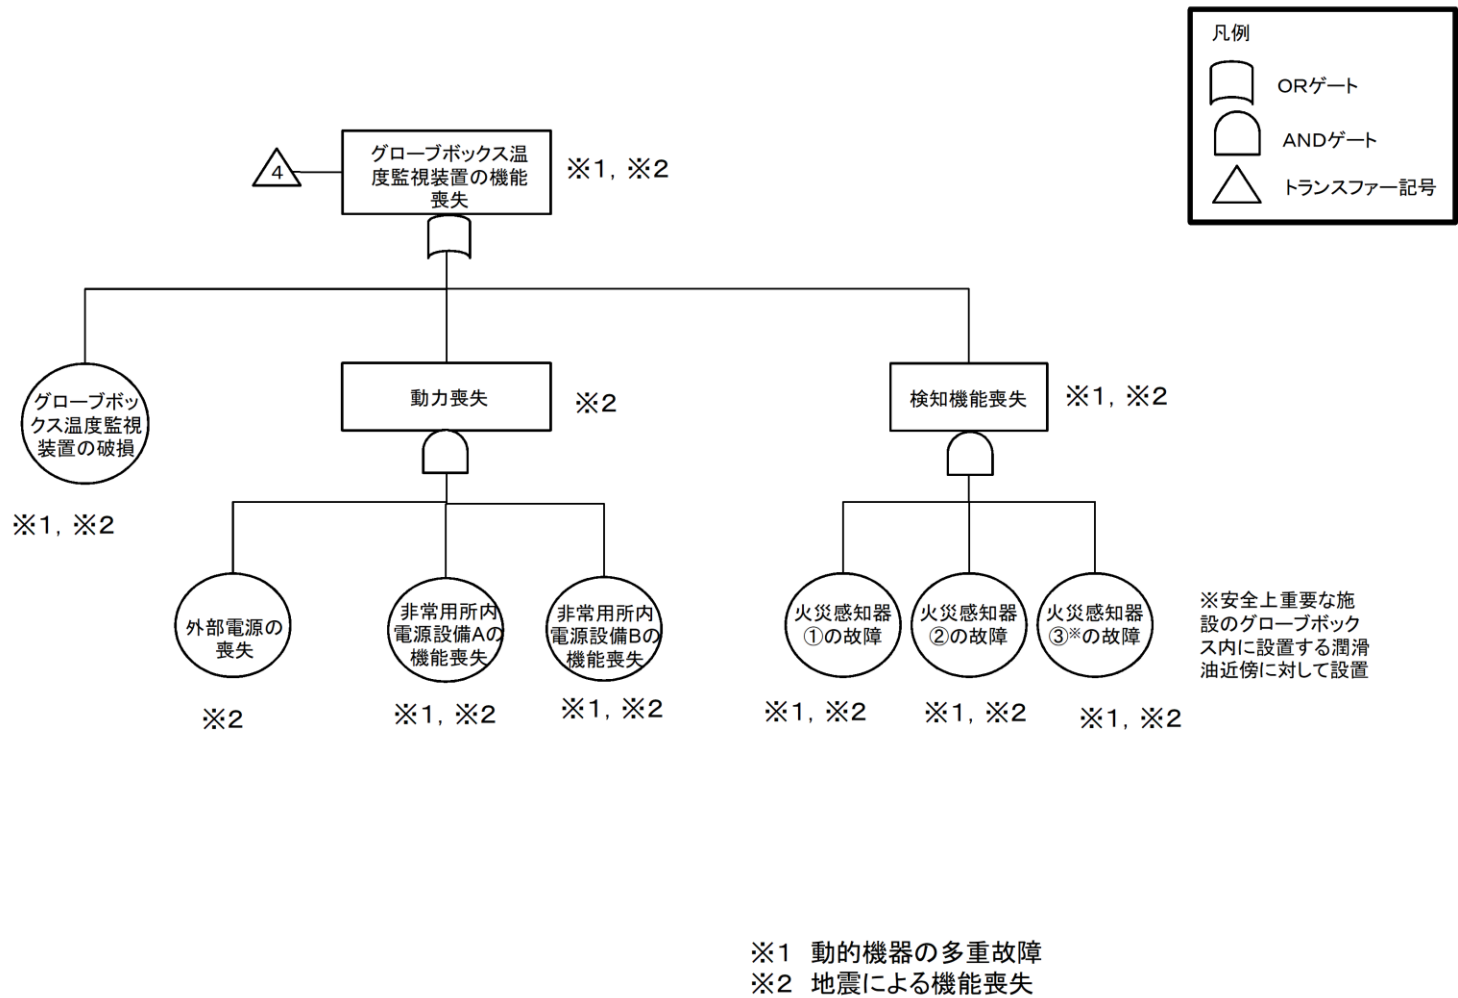 凡例
ORゲート
ANDゲート
トランスファー記号
4
グローブボックス温
度監視装置の機能
喪失
※1, ※2
グローブボッ
クス温度監視
装置の破損
※1, ※2
動力喪失
※2
検知機能喪失
※1, ※2
外部電源の
喪失
※2
非常用所内
電源設備Aの
機能喪失
※1, ※2
非常用所内
電源設備Bの
機能喪失
※1, ※2
火災感知器
①の故障
※1, ※2
火災感知器
②の故障
※1, ※2
火災感知器
③※の故障
※1, ※2
※安全上重要な施
設のグローブボック
ス内に設置する潤滑
油近傍に対して設置
※1 動的機器の多重故障
※2 地震による機能喪失